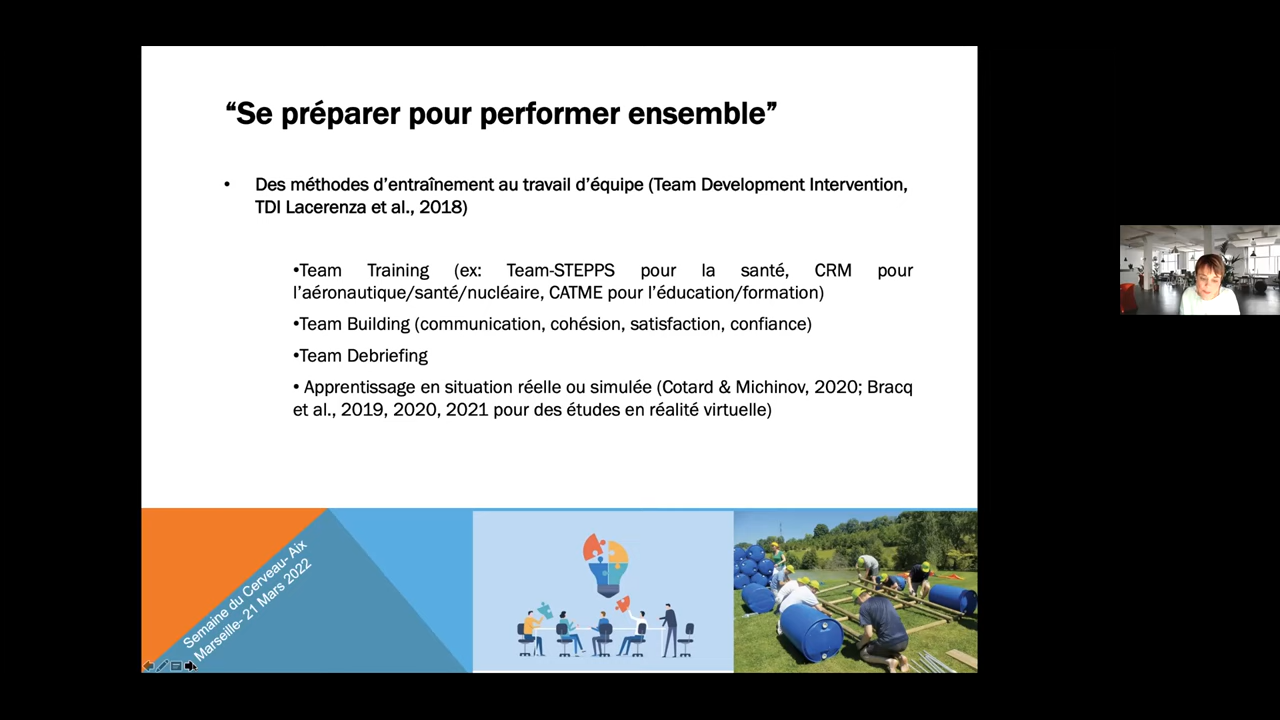 “Se préparer pour performer ensemble”
• Des méthodes d’entraînement au travail d’équipe (Team Development Intervention,
TDI Lacerenza et al., 2018)
•Team Training (ex: Team-STEPPS pour la santé, CRM pour
l’aéronautique/santé/nucléaire, CATME pour l’éducation/formation)
•Team Building (communication, cohésion, satisfaction, confiance)
•Team Debriefing
• Apprentissage en situation réelle ou simulée (Cotard & Michinov, 2020; Bracq
et al., 2019, 2020, 2021 pour des études en réalité virtuelle)
Semaine du Cerveau- Aix
Marseille- 21 Mars 2022